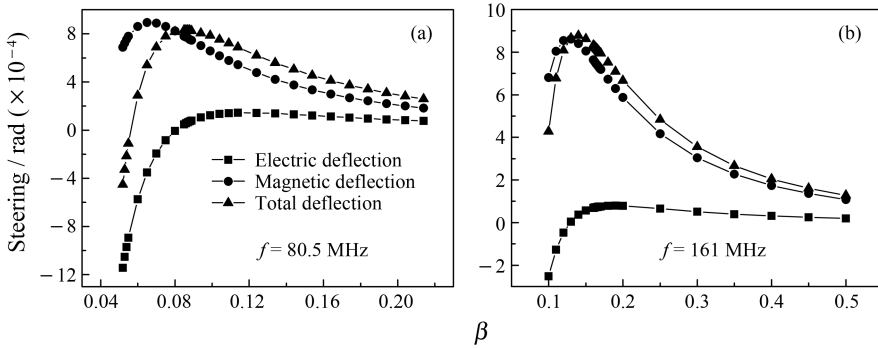 Steering / rad (×10⁻⁴)
8
4
0
−4
−8
−12
(a)
Electric deflection
Magnetic deflection
Total deflection
f = 80.5 MHz
0.04 0.08 0.12 0.16 0.20
10
8
6
4
2
0
−2
(b)
f = 161 MHz
0.1 0.2 0.3 0.4 0.5
β